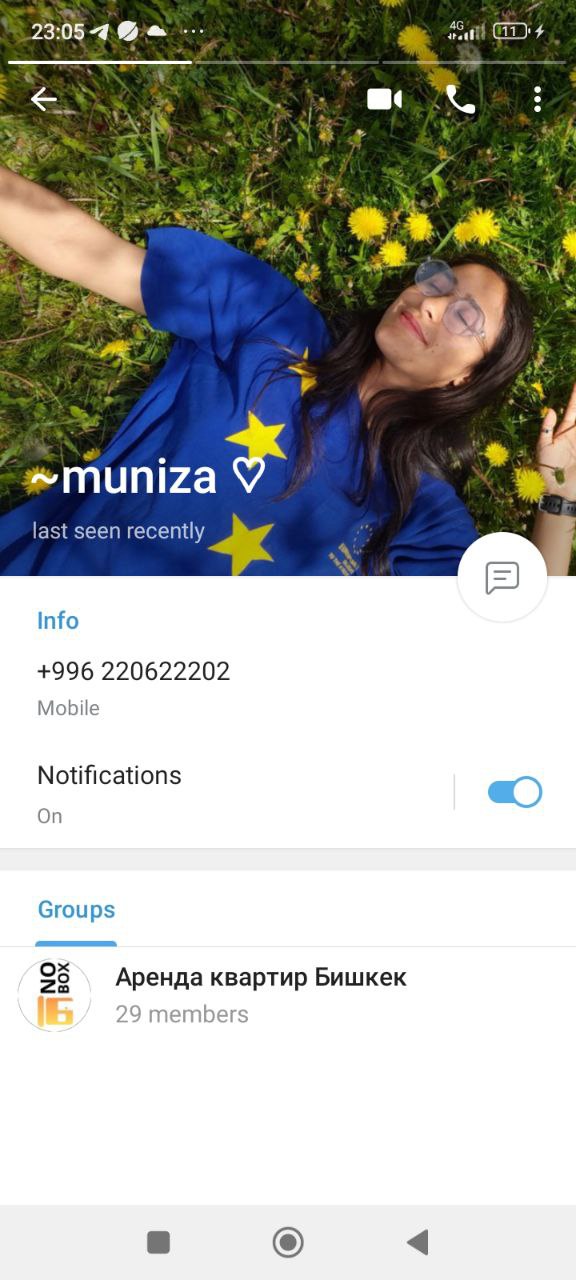 23:05
4G
11
~muniza ♡
last seen recently
Info
+996 220622202
Mobile
Notifications
On
Groups
NO
BOX
16
Аренда квартир Бишкек
29 members